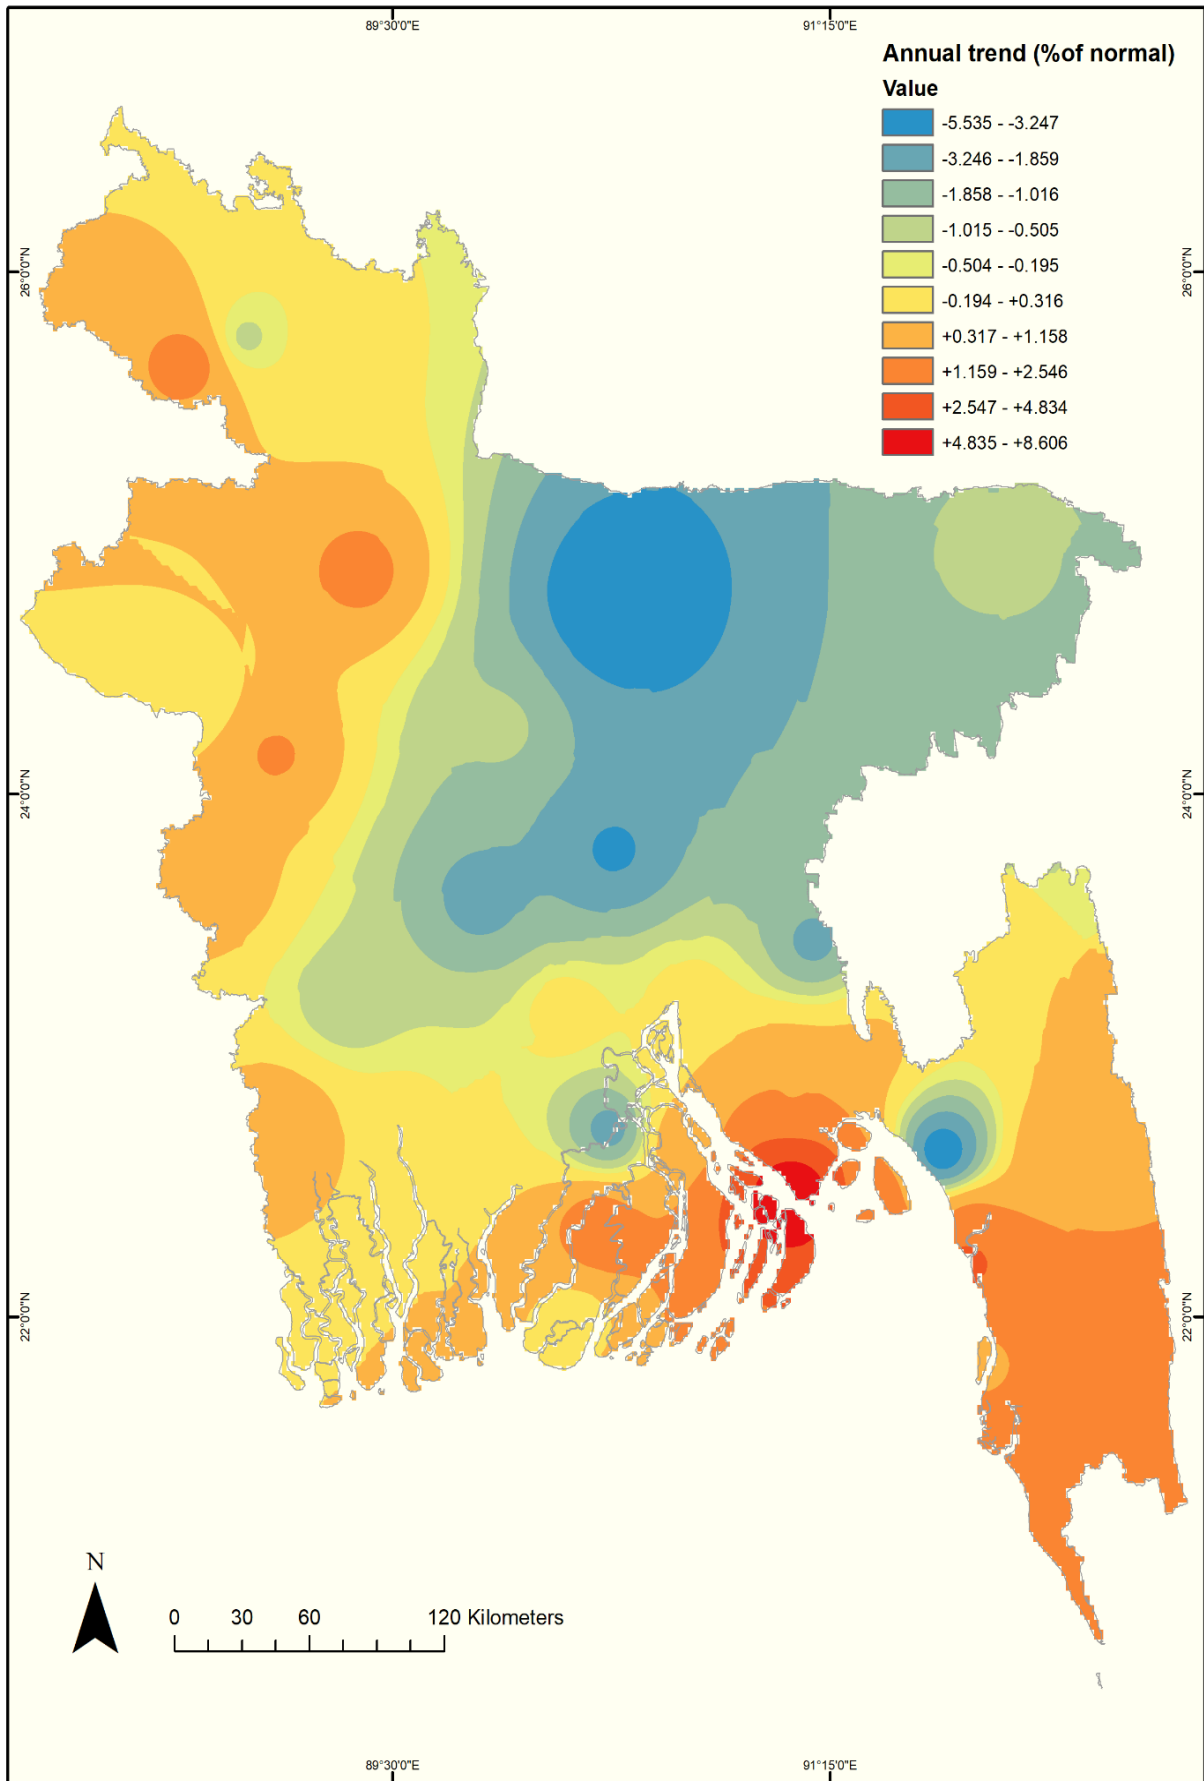 89°30'0"E
91°15'0"E
Annual trend (%of normal)
Value
-5.535 - -3.247
-3.246 - -1.859
-1.858 - -1.016
-1.015 - -0.505
-0.504 - -0.195
-0.194 - +0.316
+0.317 - +1.158
+1.159 - +2.546
+2.547 - +4.834
+4.835 - +8.606
26°0'0"N
26°0'0"N
24°0'0"N
24°0'0"N
22°0'0"N
22°0'0"N
N
0 30 60 120 Kilometers
89°30'0"E
91°15'0"E